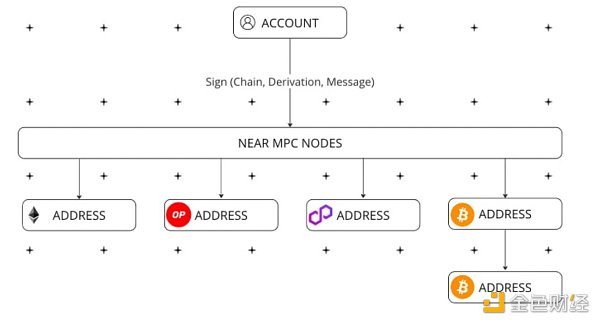 ACCOUNT
Sign (Chain, Derivation, Message)
NEAR MPC NODES
ADDRESS
OP ADDRESS
ADDRESS
ADDRESS
ADDRESS
金色财经